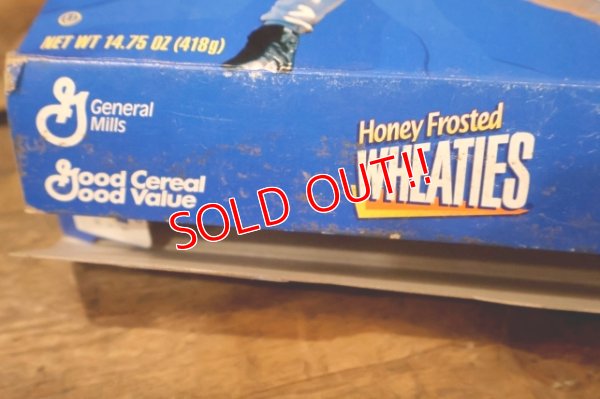 NET WT 14.75 OZ (418g)
General
Mills
Good Cereal
Good Value
Honey Frosted
WHEATIES
SOLD OUT!!